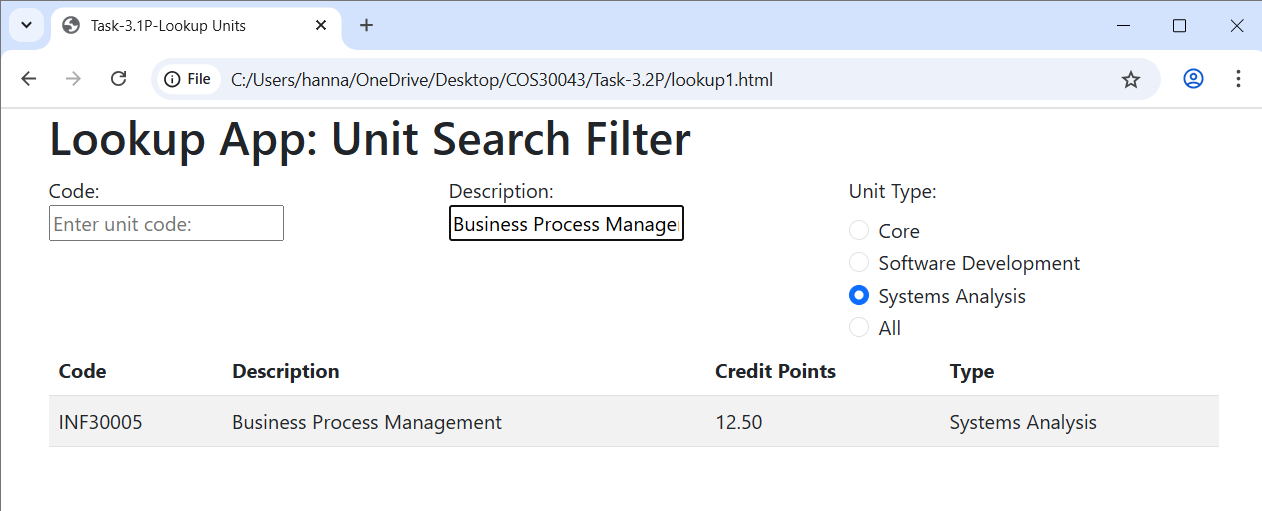 Task-3.1P-Lookup Units
File C:/Users/hanna/OneDrive/Desktop/COS30043/Task-3.2P/lookup1.html
Lookup App: Unit Search Filter
Code: Description: Unit Type:
Enter unit code: Business Process Manage
Core
Software Development
Systems Analysis
All
Code Description Credit Points Type
INF30005 Business Process Management 12.50 Systems Analysis